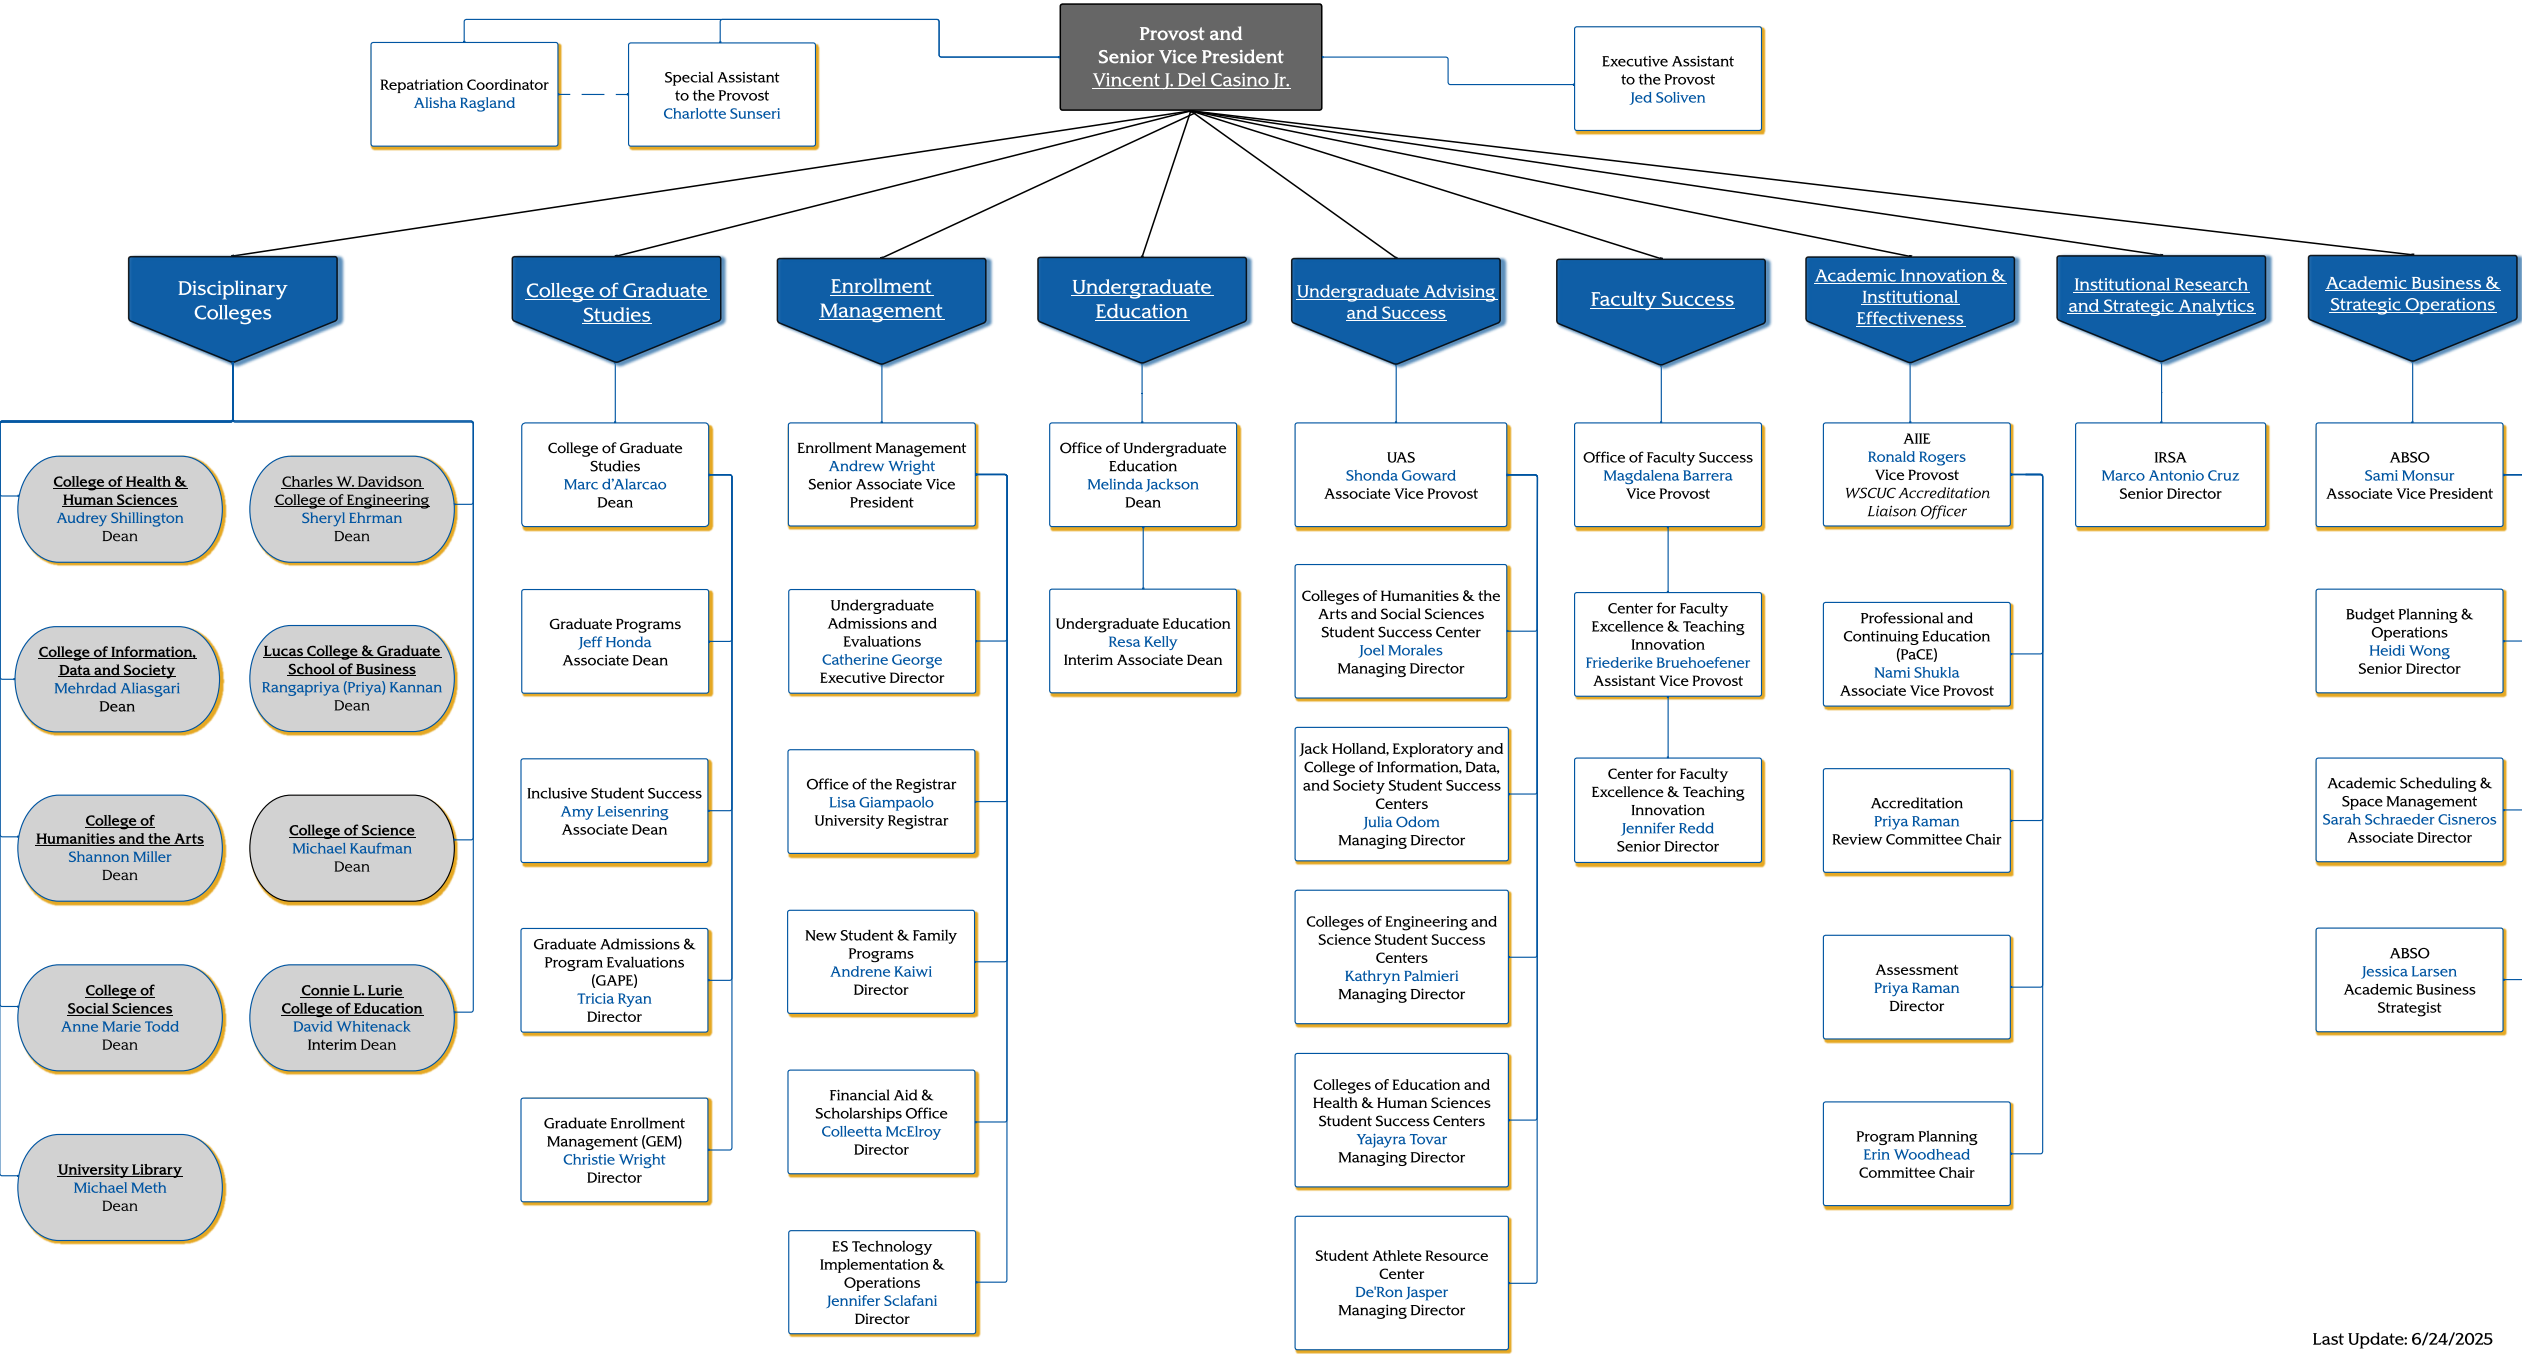 Provost and
Senior Vice President
Vincent J. Del Casino Jr.
Repatriation Coordinator
Alisha Ragland
Special Assistant
to the Provost
Charlotte Sunseri
Executive Assistant
to the Provost
Jed Soliven
Disciplinary
Colleges
College of Graduate
Studies
Enrollment
Management
Undergraduate
Education
Undergraduate Advising
and Success
Faculty Success
Academic Innovation &
Institutional
Effectiveness
Institutional Research
and Strategic Analytics
Academic Business &
Strategic Operations
College of Health &
Human Sciences
Audrey Shillington
Dean
Charles W. Davidson
College of Engineering
Sheryl Ehrman
Dean
College of Information,
Data and Society
Mehrdad Aliasgari
Dean
Lucas College & Graduate
School of Business
Rangapriya (Priya) Kannan
Dean
College of
Humanities and the Arts
Shannon Miller
Dean
College of Science
Michael Kaufman
Dean
College of
Social Sciences
Anne Marie Todd
Dean
Connie L. Lurie
College of Education
David Whitenack
Interim Dean
University Library
Michael Meth
Dean
College of Graduate
Studies
Marc d'Alarcao
Dean
Graduate Programs
Jeff Honda
Associate Dean
Inclusive Student Success
Amy Leisenring
Associate Dean
Graduate Admissions &
Program Evaluations
(GAPE)
Tricia Ryan
Director
Graduate Enrollment
Management (GEM)
Christie Wright
Director
Enrollment Management
Andrew Wright
Senior Associate Vice
President
Undergraduate
Admissions and
Evaluations
Catherine George
Executive Director
Office of the Registrar
Lisa Giampaolo
University Registrar
New Student & Family
Programs
Andrene Kaiwi
Director
Financial Aid &
Scholarships Office
Colleetta McElroy
Director
ES Technology
Implementation &
Operations
Jennifer Sclafani
Director
Office of Undergraduate
Education
Melinda Jackson
Dean
Undergraduate Education
Resa Kelly
Interim Associate Dean
UAS
Shonda Goward
Associate Vice Provost
Colleges of Humanities & the
Arts and Social Sciences
Student Success Center
Joel Morales
Managing Director
Jack Holland, Exploratory and
College of Information, Data,
and Society Student Success
Centers
Julia Odom
Managing Director
Colleges of Engineering and
Science Student Success
Centers
Kathryn Palmieri
Managing Director
Colleges of Education and
Health & Human Sciences
Student Success Centers
Yajayra Tovar
Managing Director
Student Athlete Resource
Center
De'Ron Jasper
Managing Director
Office of Faculty Success
Magdalena Barrera
Vice Provost
Center for Faculty
Excellence & Teaching
Innovation
Friederike Bruehoefener
Assistant Vice Provost
Center for Faculty
Excellence & Teaching
Innovation
Jennifer Redd
Senior Director
AIIE
Ronald Rogers
Vice Provost
WSCUC Accreditation
Liaison Officer
Professional and
Continuing Education
(PaCE)
Nami Shukla
Associate Vice Provost
Accreditation
Priya Raman
Review Committee Chair
Assessment
Priya Raman
Director
Program Planning
Erin Woodhead
Committee Chair
IRSA
Marco Antonio Cruz
Senior Director
ABSO
Sami Monsur
Associate Vice President
Budget Planning &
Operations
Heidi Wong
Senior Director
Academic Scheduling &
Space Management
Sarah Schraeder Cisneros
Associate Director
ABSO
Jessica Larsen
Academic Business
Strategist
Last Update: 6/24/2025